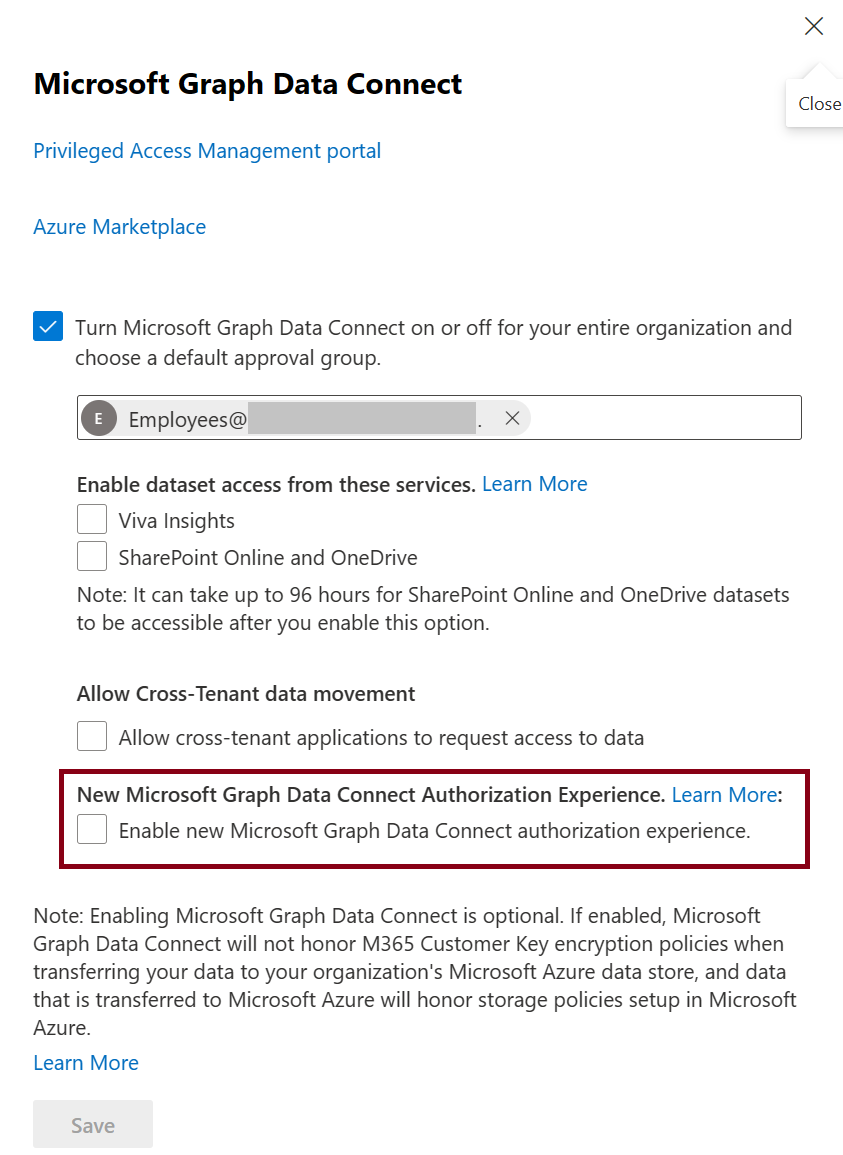 Microsoft Graph Data Connect
Close
Privileged Access Management portal
Azure Marketplace
Turn Microsoft Graph Data Connect on or off for your entire organization and
choose a default approval group.
E Employees@ .
Enable dataset access from these services. Learn More
Viva Insights
SharePoint Online and OneDrive
Note: It can take up to 96 hours for SharePoint Online and OneDrive datasets
to be accessible after you enable this option.
Allow Cross-Tenant data movement
Allow cross-tenant applications to request access to data
New Microsoft Graph Data Connect Authorization Experience. Learn More:
Enable new Microsoft Graph Data Connect authorization experience.
Note: Enabling Microsoft Graph Data Connect is optional. If enabled, Microsoft
Graph Data Connect will not honor M365 Customer Key encryption policies when
transferring your data to your organization's Microsoft Azure data store, and data
that is transferred to Microsoft Azure will honor storage policies setup in Microsoft
Azure.
Learn More
Save